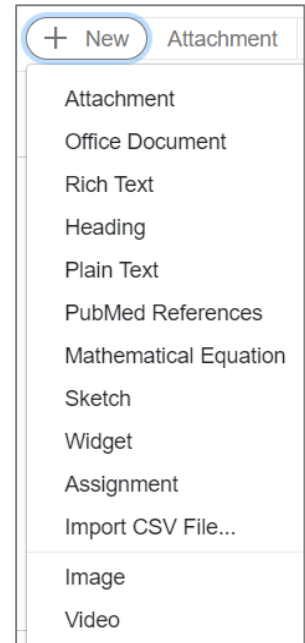 + New Attachment
Attachment
Office Document
Rich Text
Heading
Plain Text
PubMed References
Mathematical Equation
Sketch
Widget
Assignment
Import CSV File...
Image
Video